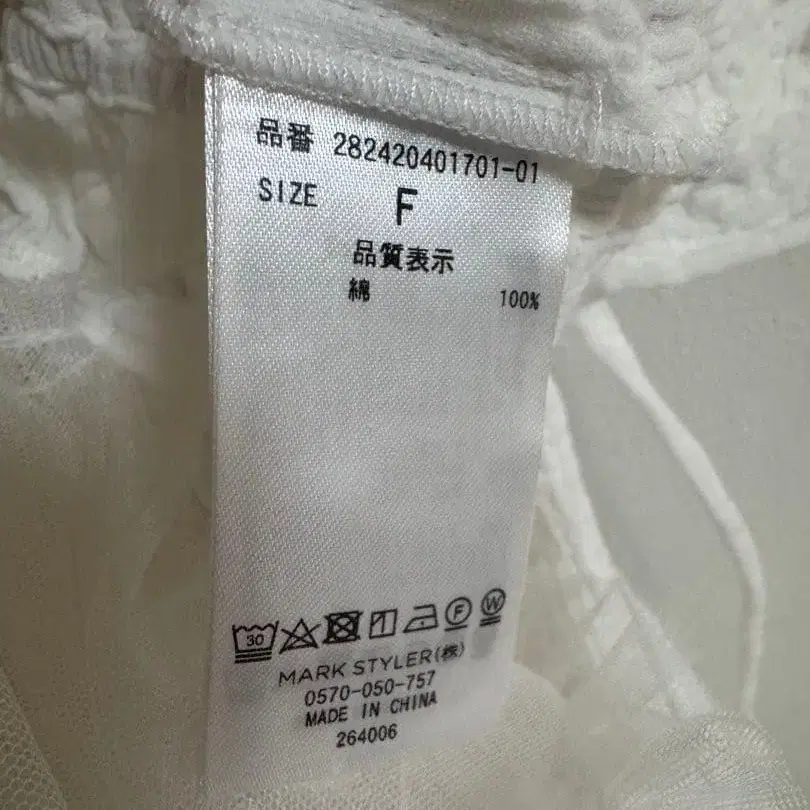 品番 282420401701-01
SIZE F
品質表示
綿 100%
30 F W
MARK STYLER(株)
0570-050-757
MADE IN CHINA
264006